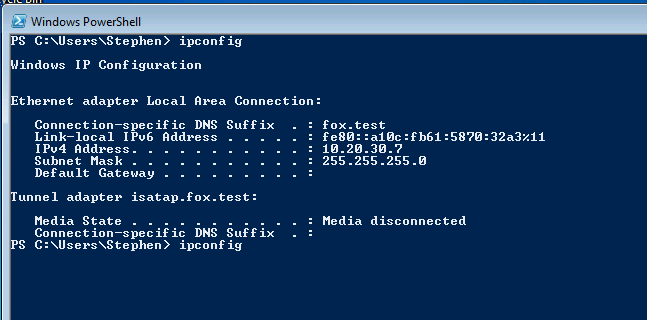 cycle bin
Windows PowerShell
PS C:\Users\Stephen> ipconfig
Windows IP Configuration
Ethernet adapter Local Area Connection:
Connection-specific DNS Suffix . : fox.test
Link-local IPv6 Address . . . . . : fe80::a10c:fb61:5870:32a3%11
IPv4 Address. . . . . . . . . . . : 10.20.30.7
Subnet Mask . . . . . . . . . . . : 255.255.255.0
Default Gateway . . . . . . . . . :
Tunnel adapter isatap.fox.test:
Media State . . . . . . . . . . . : Media disconnected
Connection-specific DNS Suffix . :
PS C:\Users\Stephen> ipconfig